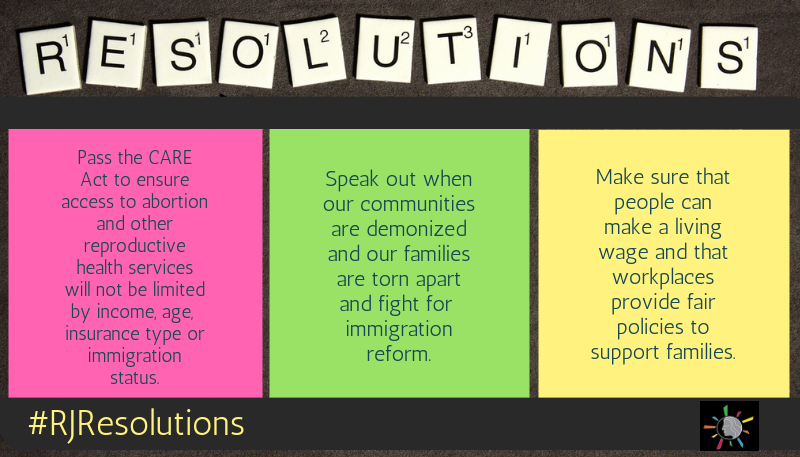 R1 E1 S1 O1 L2 U2 T3 I1 O1 N1 S1
Pass the CARE
Act to ensure
access to abortion
and other
reproductive
health services
will not be limited
by income, age,
insurance type or
immigration
status.
Speak out when
our communities
are demonized
and our families
are torn apart
and fight for
immigration
reform.
Make sure that
people can
make a living
wage and that
workplaces
provide fair
policies to
support families.
#RJResolutions